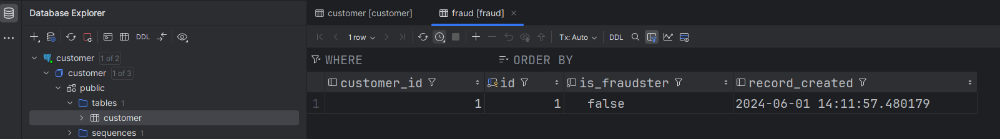 Database Explorer
customer [customer]
fraud [fraud]
DDL
1 row
Tx: Auto
DDL
customer 1 of 2
customer 1 of 3
public
tables 1
customer
sequences 1
WHERE
ORDER BY
customer_id
id
is_fraudster
record_created
1
1
1
false
2024-06-01 14:11:57.480179